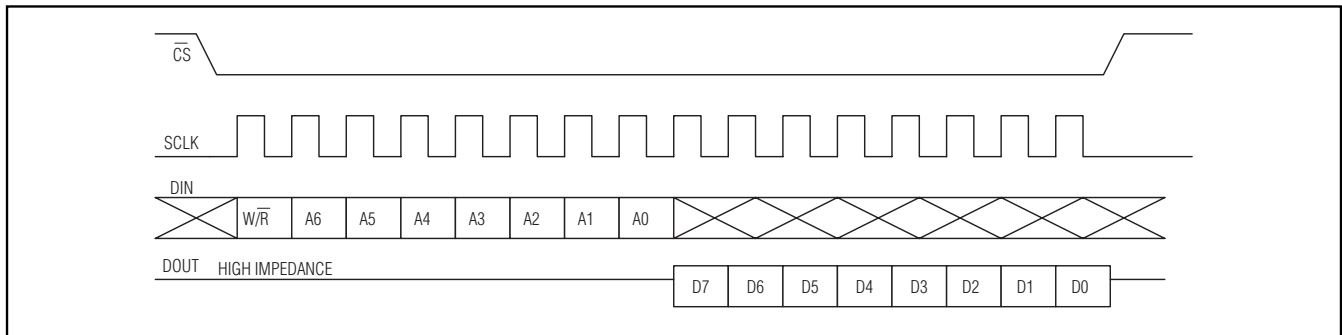 C̅S̅
SCLK
DIN
W/R̅ A6 A5 A4 A3 A2 A1 A0
DOUT HIGH IMPEDANCE
D7 D6 D5 D4 D3 D2 D1 D0